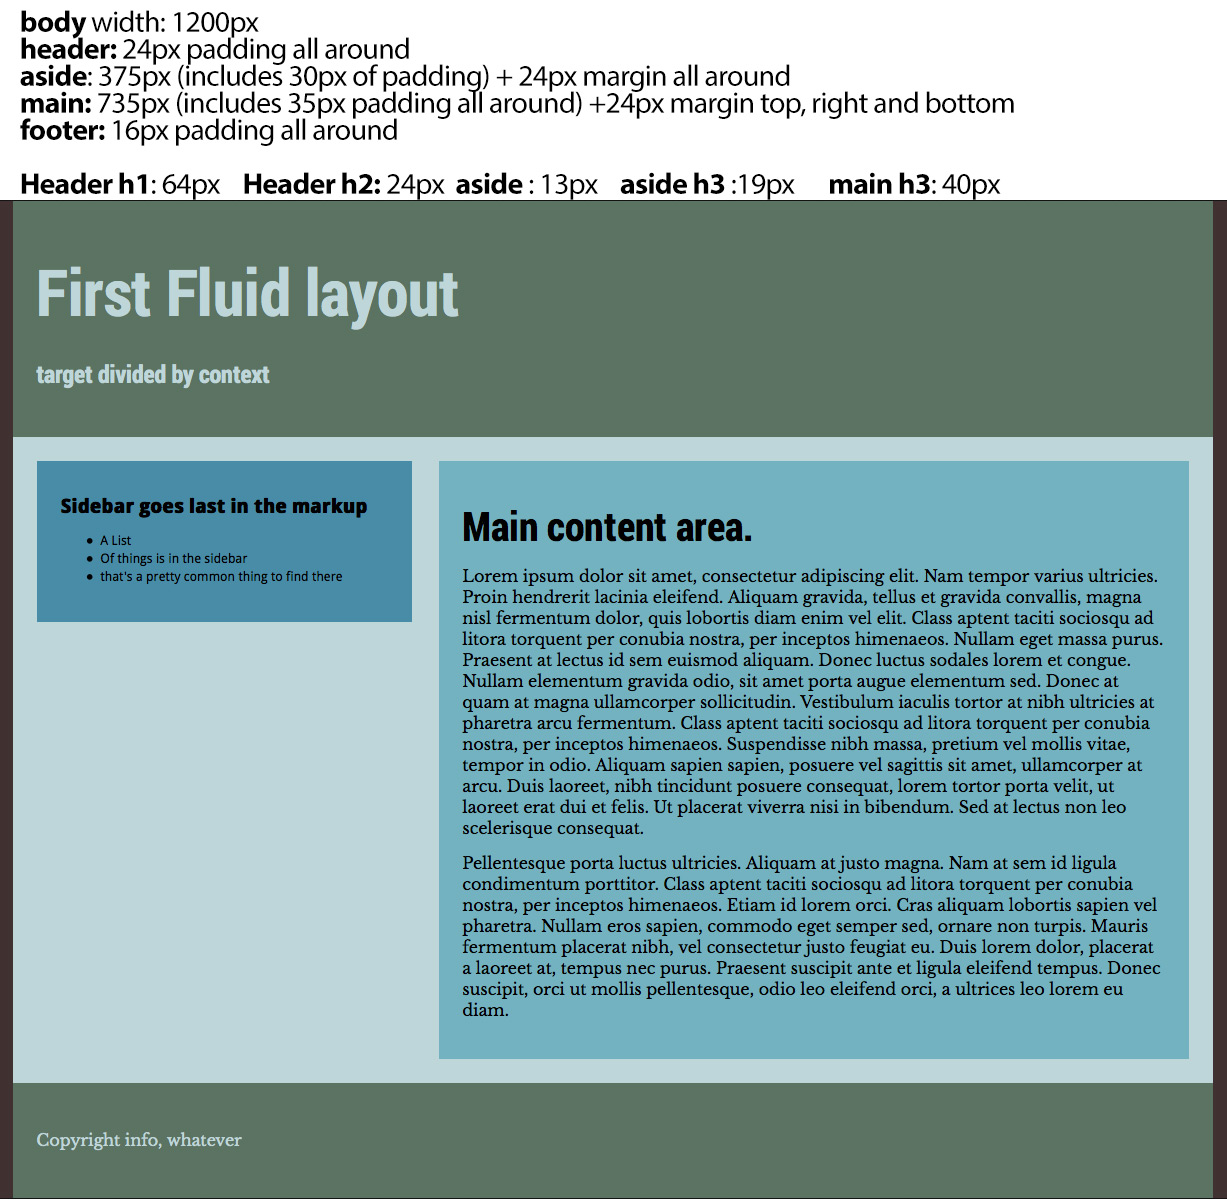 body width: 1200px
header: 24px padding all around
aside: 375px (includes 30px of padding) + 24px margin all around
main: 735px (includes 35px padding all around) +24px margin top, right and bottom
footer: 16px padding all around
Header h1: 64px Header h2: 24px aside : 13px aside h3 :19px main h3: 40px
First Fluid layout
target divided by context
Sidebar goes last in the markup
• A List
• Of things is in the sidebar
• that's a pretty common thing to find there
Main content area.
Lorem ipsum dolor sit amet, consectetur adipiscing elit. Nam tempor varius ultricies.
Proin hendrerit lacinia eleifend. Aliquam gravida, tellus et gravida convallis, magna
nisl fermentum dolor, quis lobortis diam enim vel elit. Class aptent taciti sociosqu ad
litora torquent per conubia nostra, per inceptos himenaeos. Nullam eget massa purus.
Praesent at lectus id sem euismod aliquam. Donec luctus sodales lorem et congue.
Nullam elementum gravida odio, sit amet porta augue elementum sed. Donec at
quam at magna ullamcorper sollicitudin. Vestibulum iaculis tortor at nibh ultricies at
pharetra arcu fermentum. Class aptent taciti sociosqu ad litora torquent per conubia
nostra, per inceptos himenaeos. Suspendisse nibh massa, pretium vel mollis vitae,
tempor in odio. Aliquam sapien sapien, posuere vel sagittis sit amet, ullamcorper at
arcu. Duis laoreet, nibh tincidunt posuere consequat, lorem tortor porta velit, ut
laoreet erat dui et felis. Ut placerat viverra nisi in bibendum. Sed at lectus non leo
scelerisque consequat.
Pellentesque porta luctus ultricies. Aliquam at justo magna. Nam at sem id ligula
condimentum porttitor. Class aptent taciti sociosqu ad litora torquent per conubia
nostra, per inceptos himenaeos. Etiam id lorem orci. Cras aliquam lobortis sapien vel
pharetra. Nullam eros sapien, commodo eget semper sed, ornare non turpis. Mauris
fermentum placerat nibh, vel consectetur justo feugiat eu. Duis lorem dolor, placerat
a laoreet at, tempus nec purus. Praesent suscipit ante et ligula eleifend tempus. Donec
suscipit, orci ut mollis pellentesque, odio leo eleifend orci, a ultrices leo lorem eu
diam.
Copyright info, whatever